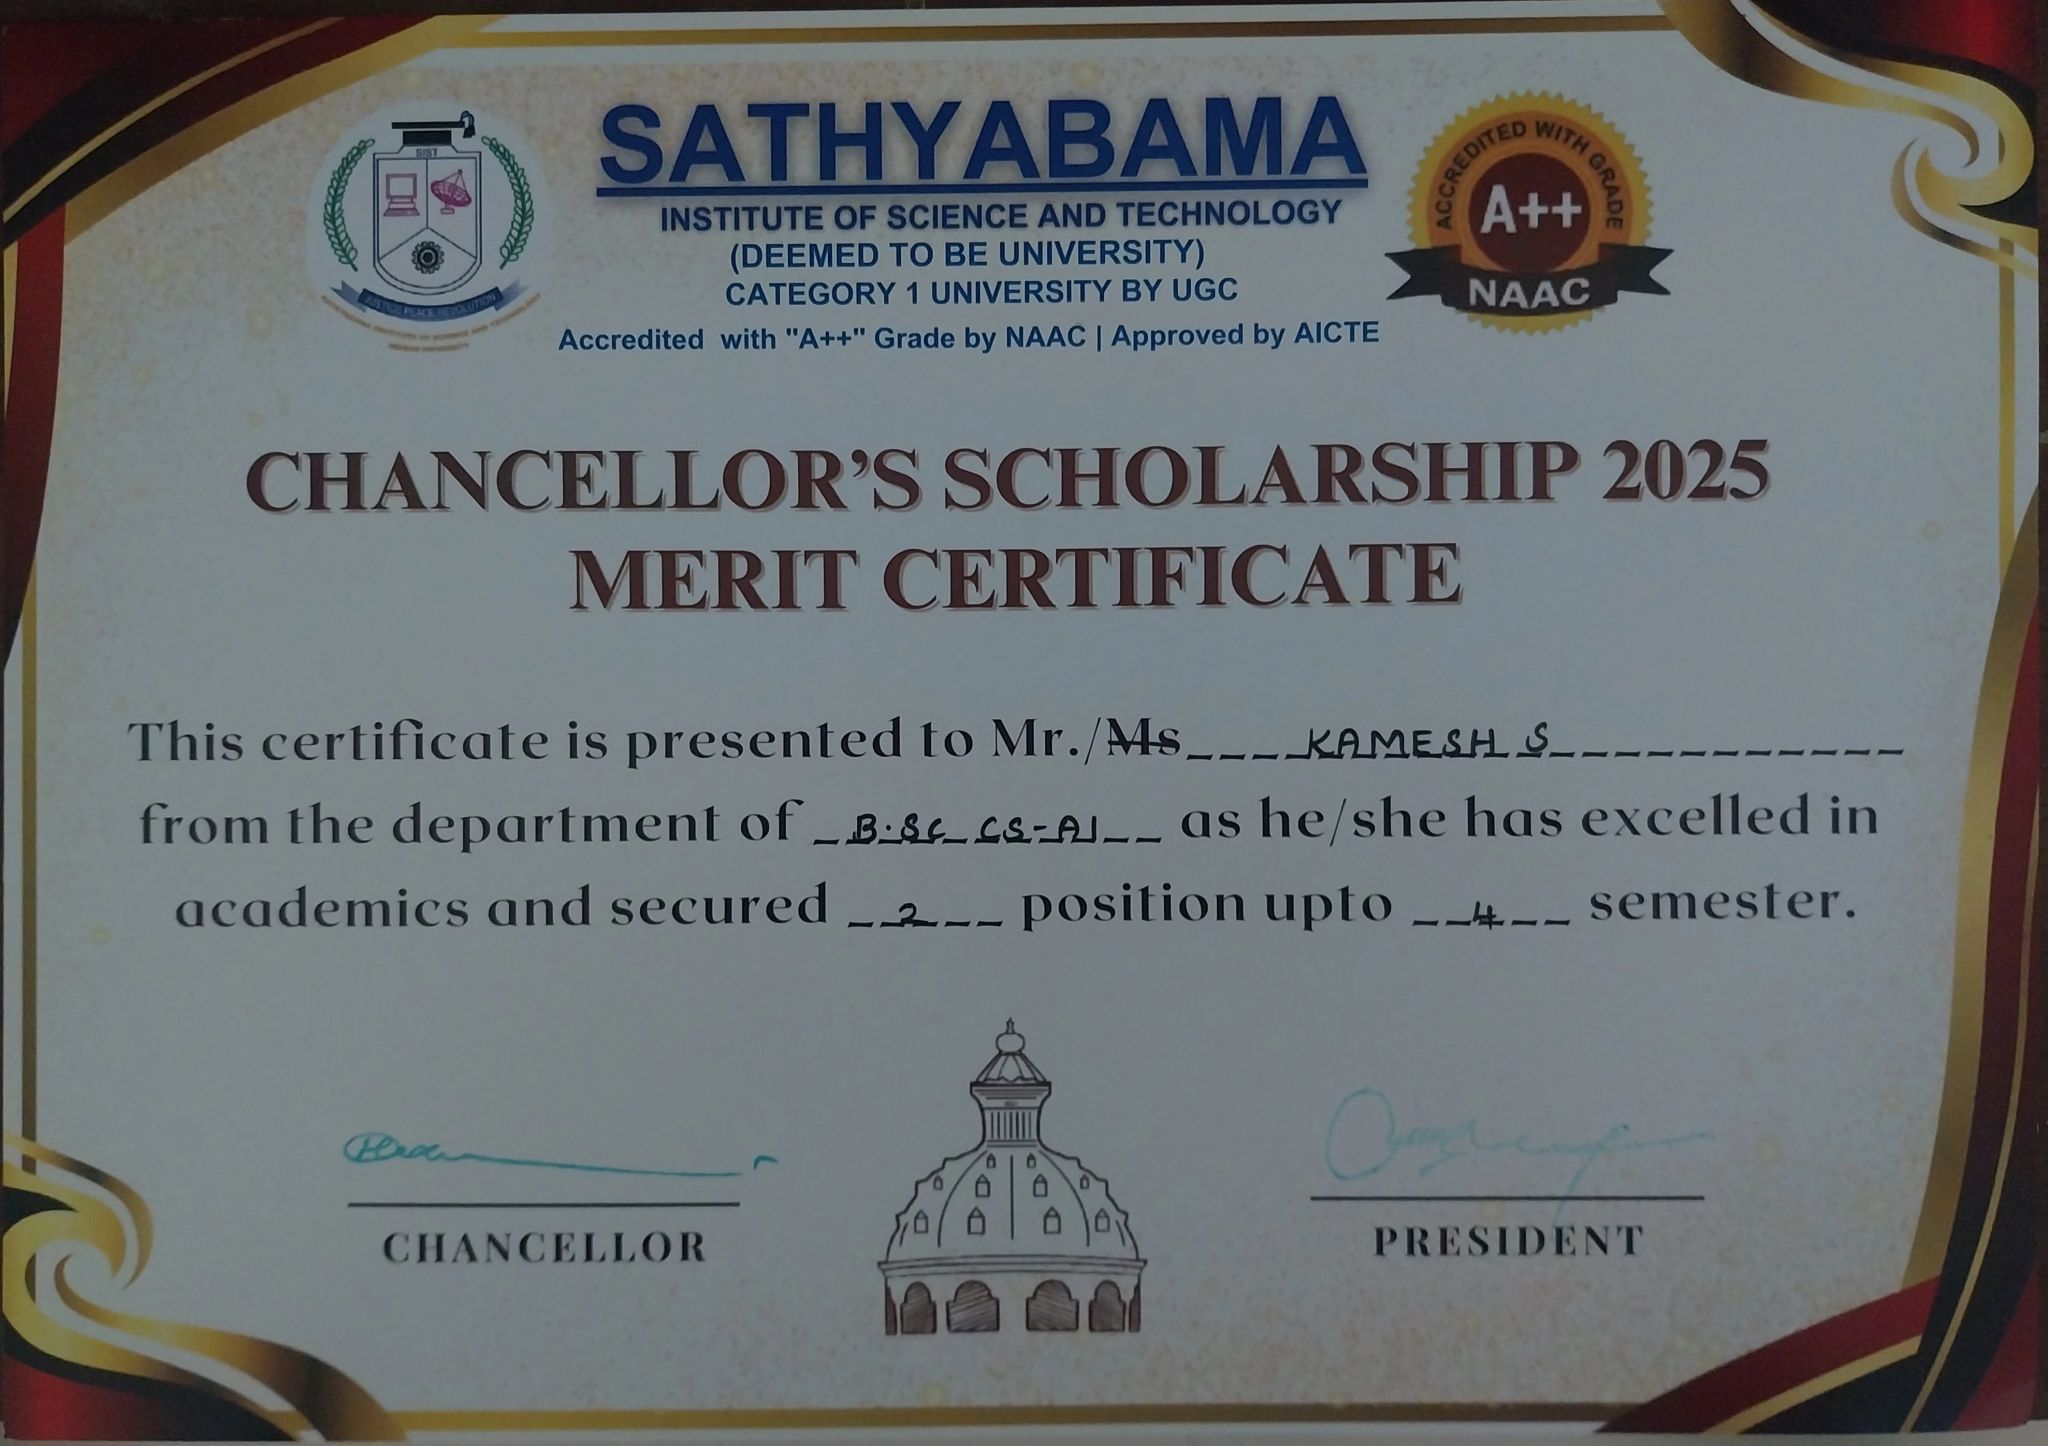 SIST
JUSTICE PEACE REVOLUTION
SATHYABAMA
INSTITUTE OF SCIENCE AND TECHNOLOGY
(DEEMED TO BE UNIVERSITY)
CATEGORY 1 UNIVERSITY BY UGC
Accredited with "A++" Grade by NAAC | Approved by AICTE
ACCREDITED WITH GRADE
A++
NAAC
CHANCELLOR'S SCHOLARSHIP 2025
MERIT CERTIFICATE
This certificate is presented to Mr./Ms KAMESH S
from the department of B.SC CS-AI as he/she has excelled in
academics and secured 2 position upto 4 semester.
CHANCELLOR
PRESIDENT